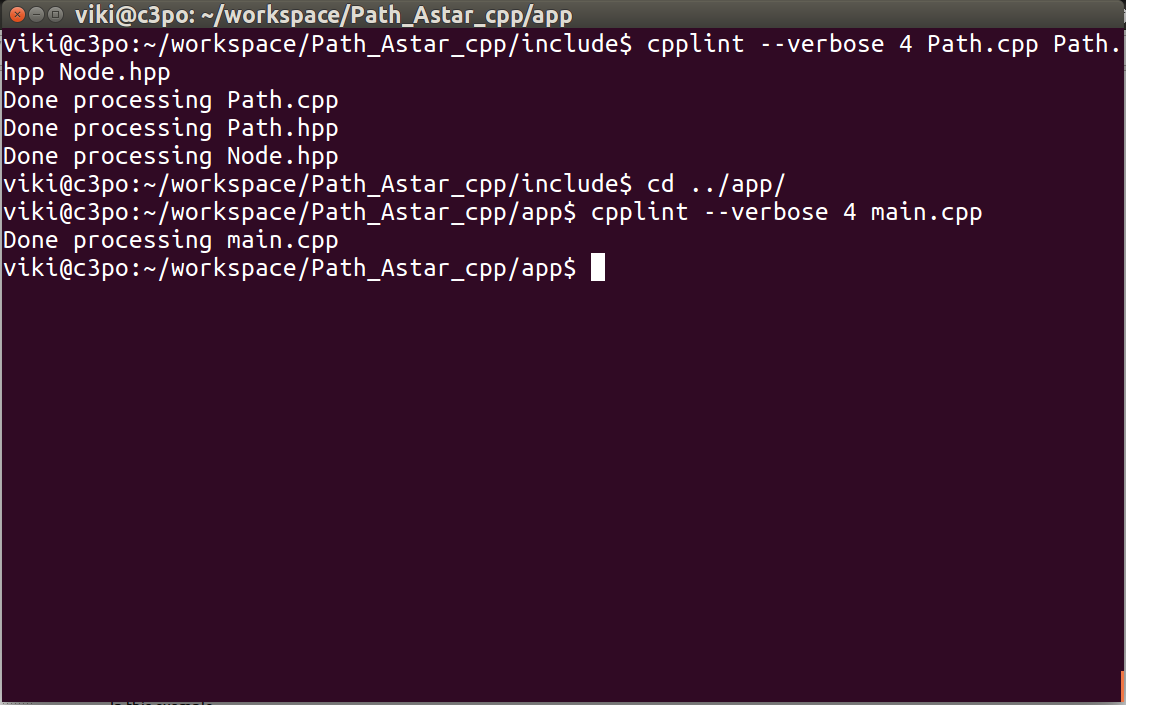 viki@c3po: ~/workspace/Path_Astar_cpp/app
viki@c3po:~/workspace/Path_Astar_cpp/include$ cpplint --verbose 4 Path.cpp Path.
hpp Node.hpp
Done processing Path.cpp
Done processing Path.hpp
Done processing Node.hpp
viki@c3po:~/workspace/Path_Astar_cpp/include$ cd ../app/
viki@c3po:~/workspace/Path_Astar_cpp/app$ cpplint --verbose 4 main.cpp
Done processing main.cpp
viki@c3po:~/workspace/Path_Astar_cpp/app$